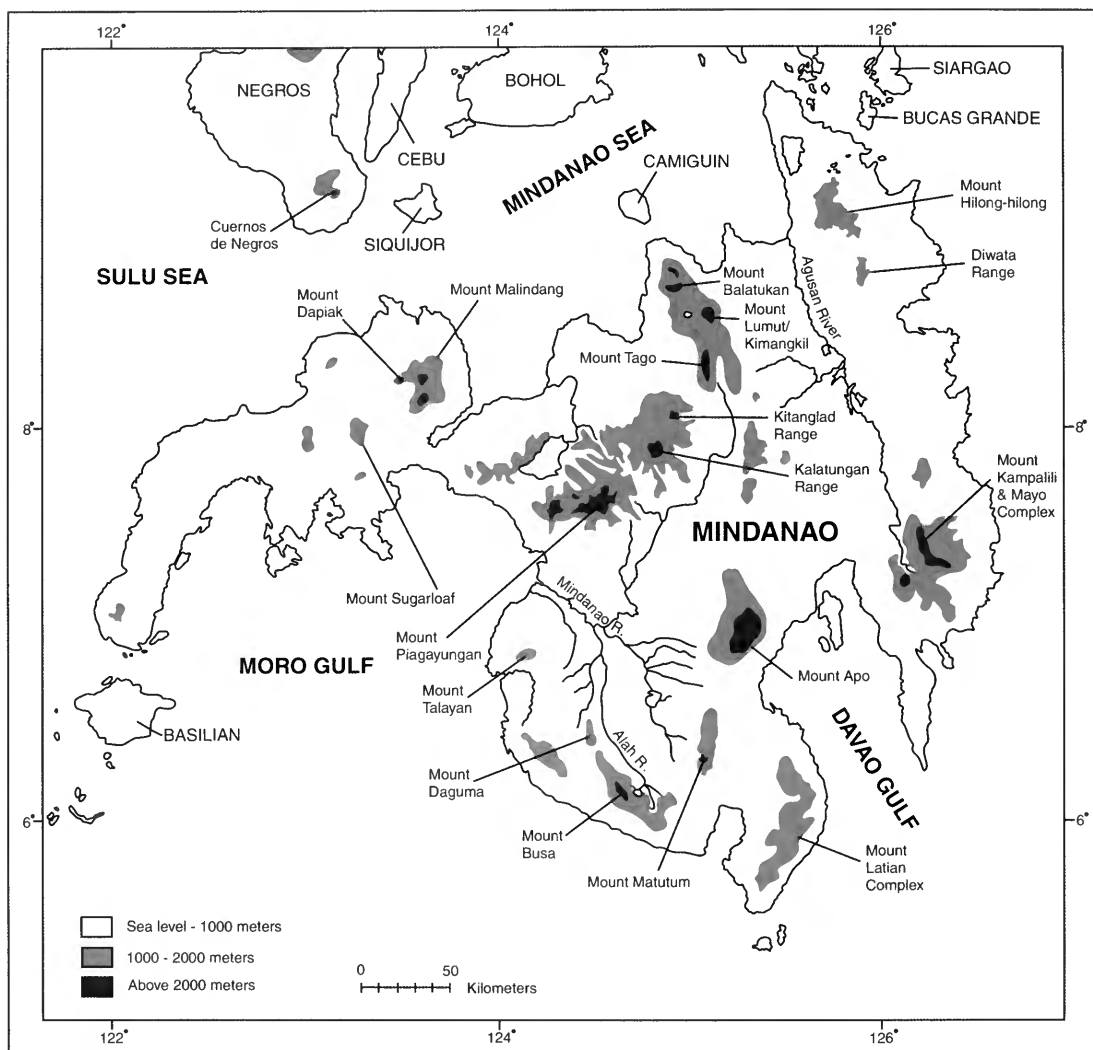 122°
124°
126°
NEGROS
BOHOL
SIARGAO
BUCAS GRANDE
CEBU
MINDANAO SEA
CAMIGUIN
Mount
Hilong-hilong
Cuernos
de Negros
SIQUIJOR
SULU SEA
Diwata
Range
Mount
Balatukan
Agusan River
Mount
Dapiak
Mount Malindang
Mount
Lumut/
Kimangkil
Mount Tago
8°
8°
Kitanglad
Range
Kalatungan
Range
Mount
Kampalili
& Mayo
Complex
MINDANAO
Mount Sugarloaf
Mindanao R.
Mount
Piagayungan
MORO GULF
Mount Apo
Mount
Talayan
BASILIAN
DAVAO GULF
Alah R.
Mount
Daguma
6°
6°
Mount
Busa
Mount Matutum
Mount
Latian
Complex
Sea level - 1000 meters
1000 - 2000 meters
Above 2000 meters
0 50
Kilometers
122°
124°
126°